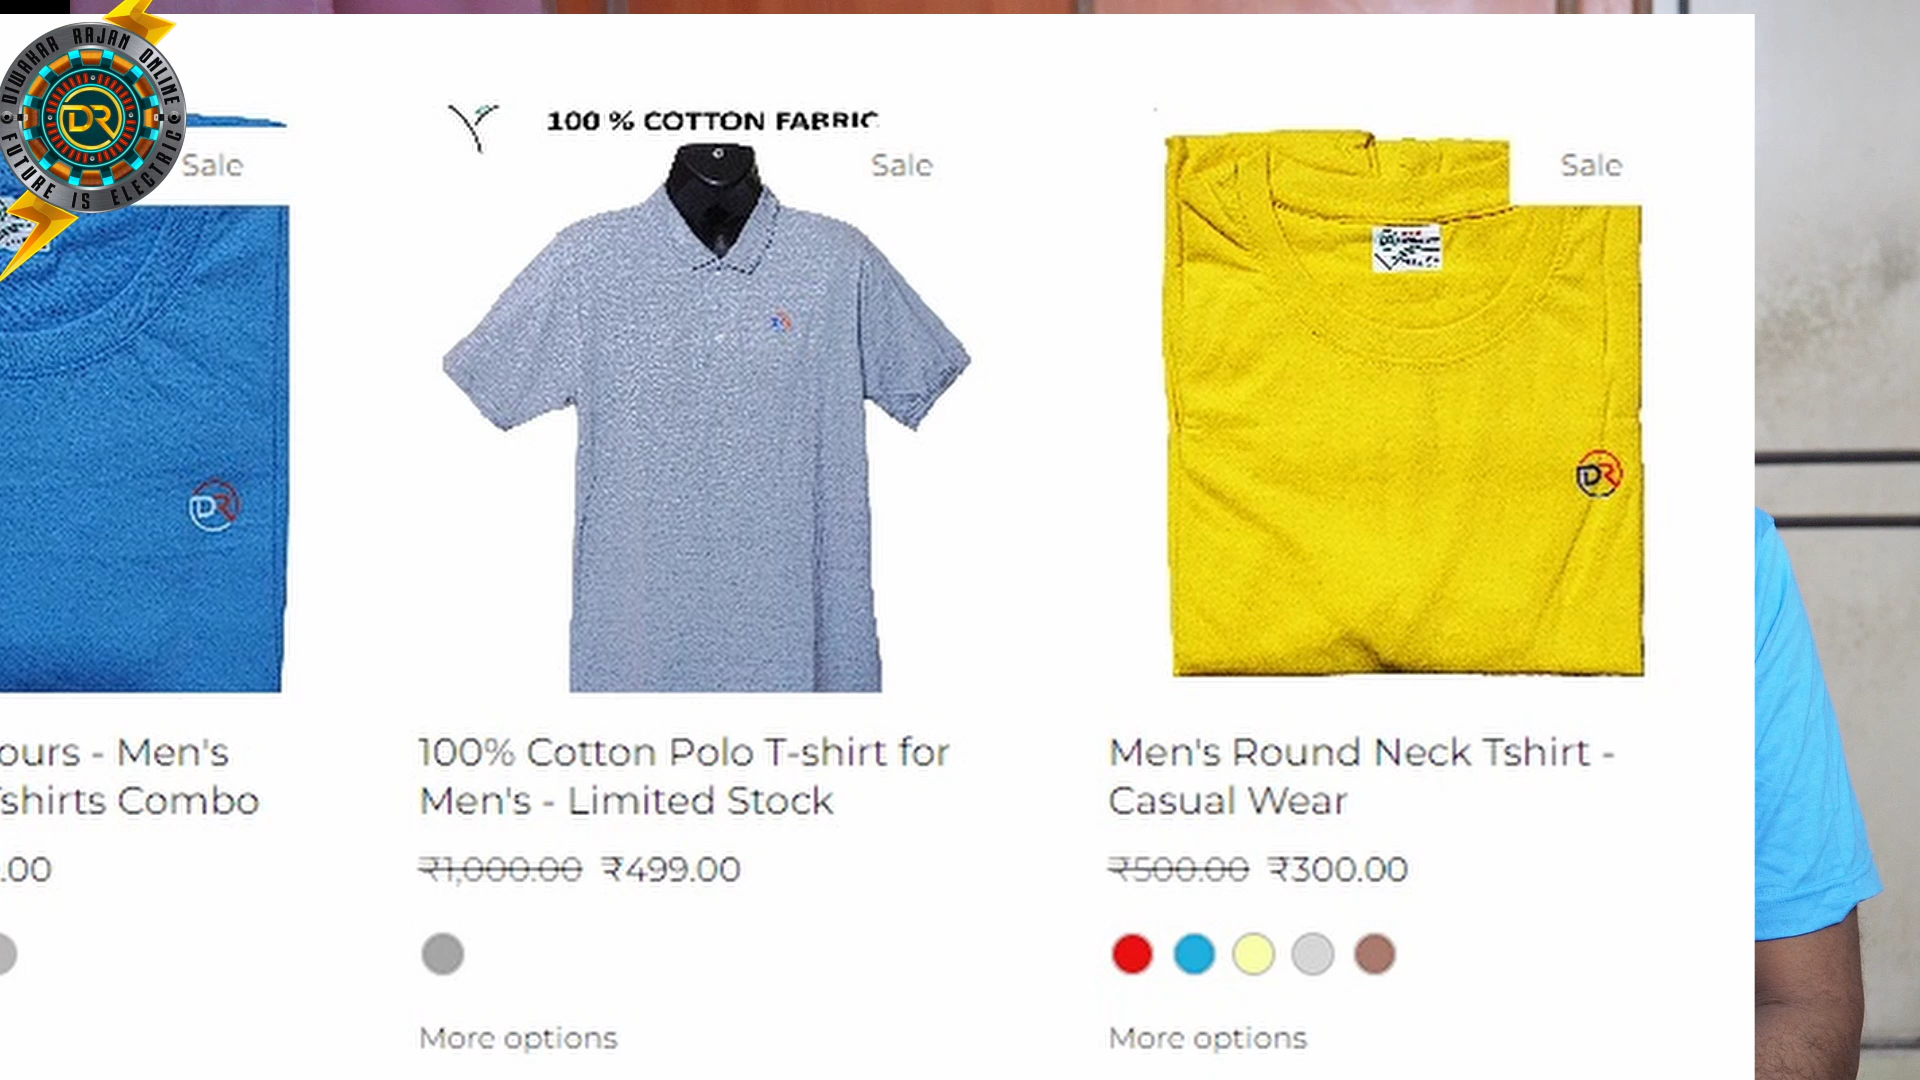 DIWAKAR RAJAN ONLINE
DR
FUTURE IS ELECTRIC
Sale
DR
ours - Men's
shirts Combo
.00
100 % COTTON FABRIC
Sale
100% Cotton Polo T-shirt for
Men's - Limited Stock
₹1,000.00 ₹499.00
More options
Sale
DR
Men's Round Neck Tshirt -
Casual Wear
₹500.00 ₹300.00
More options